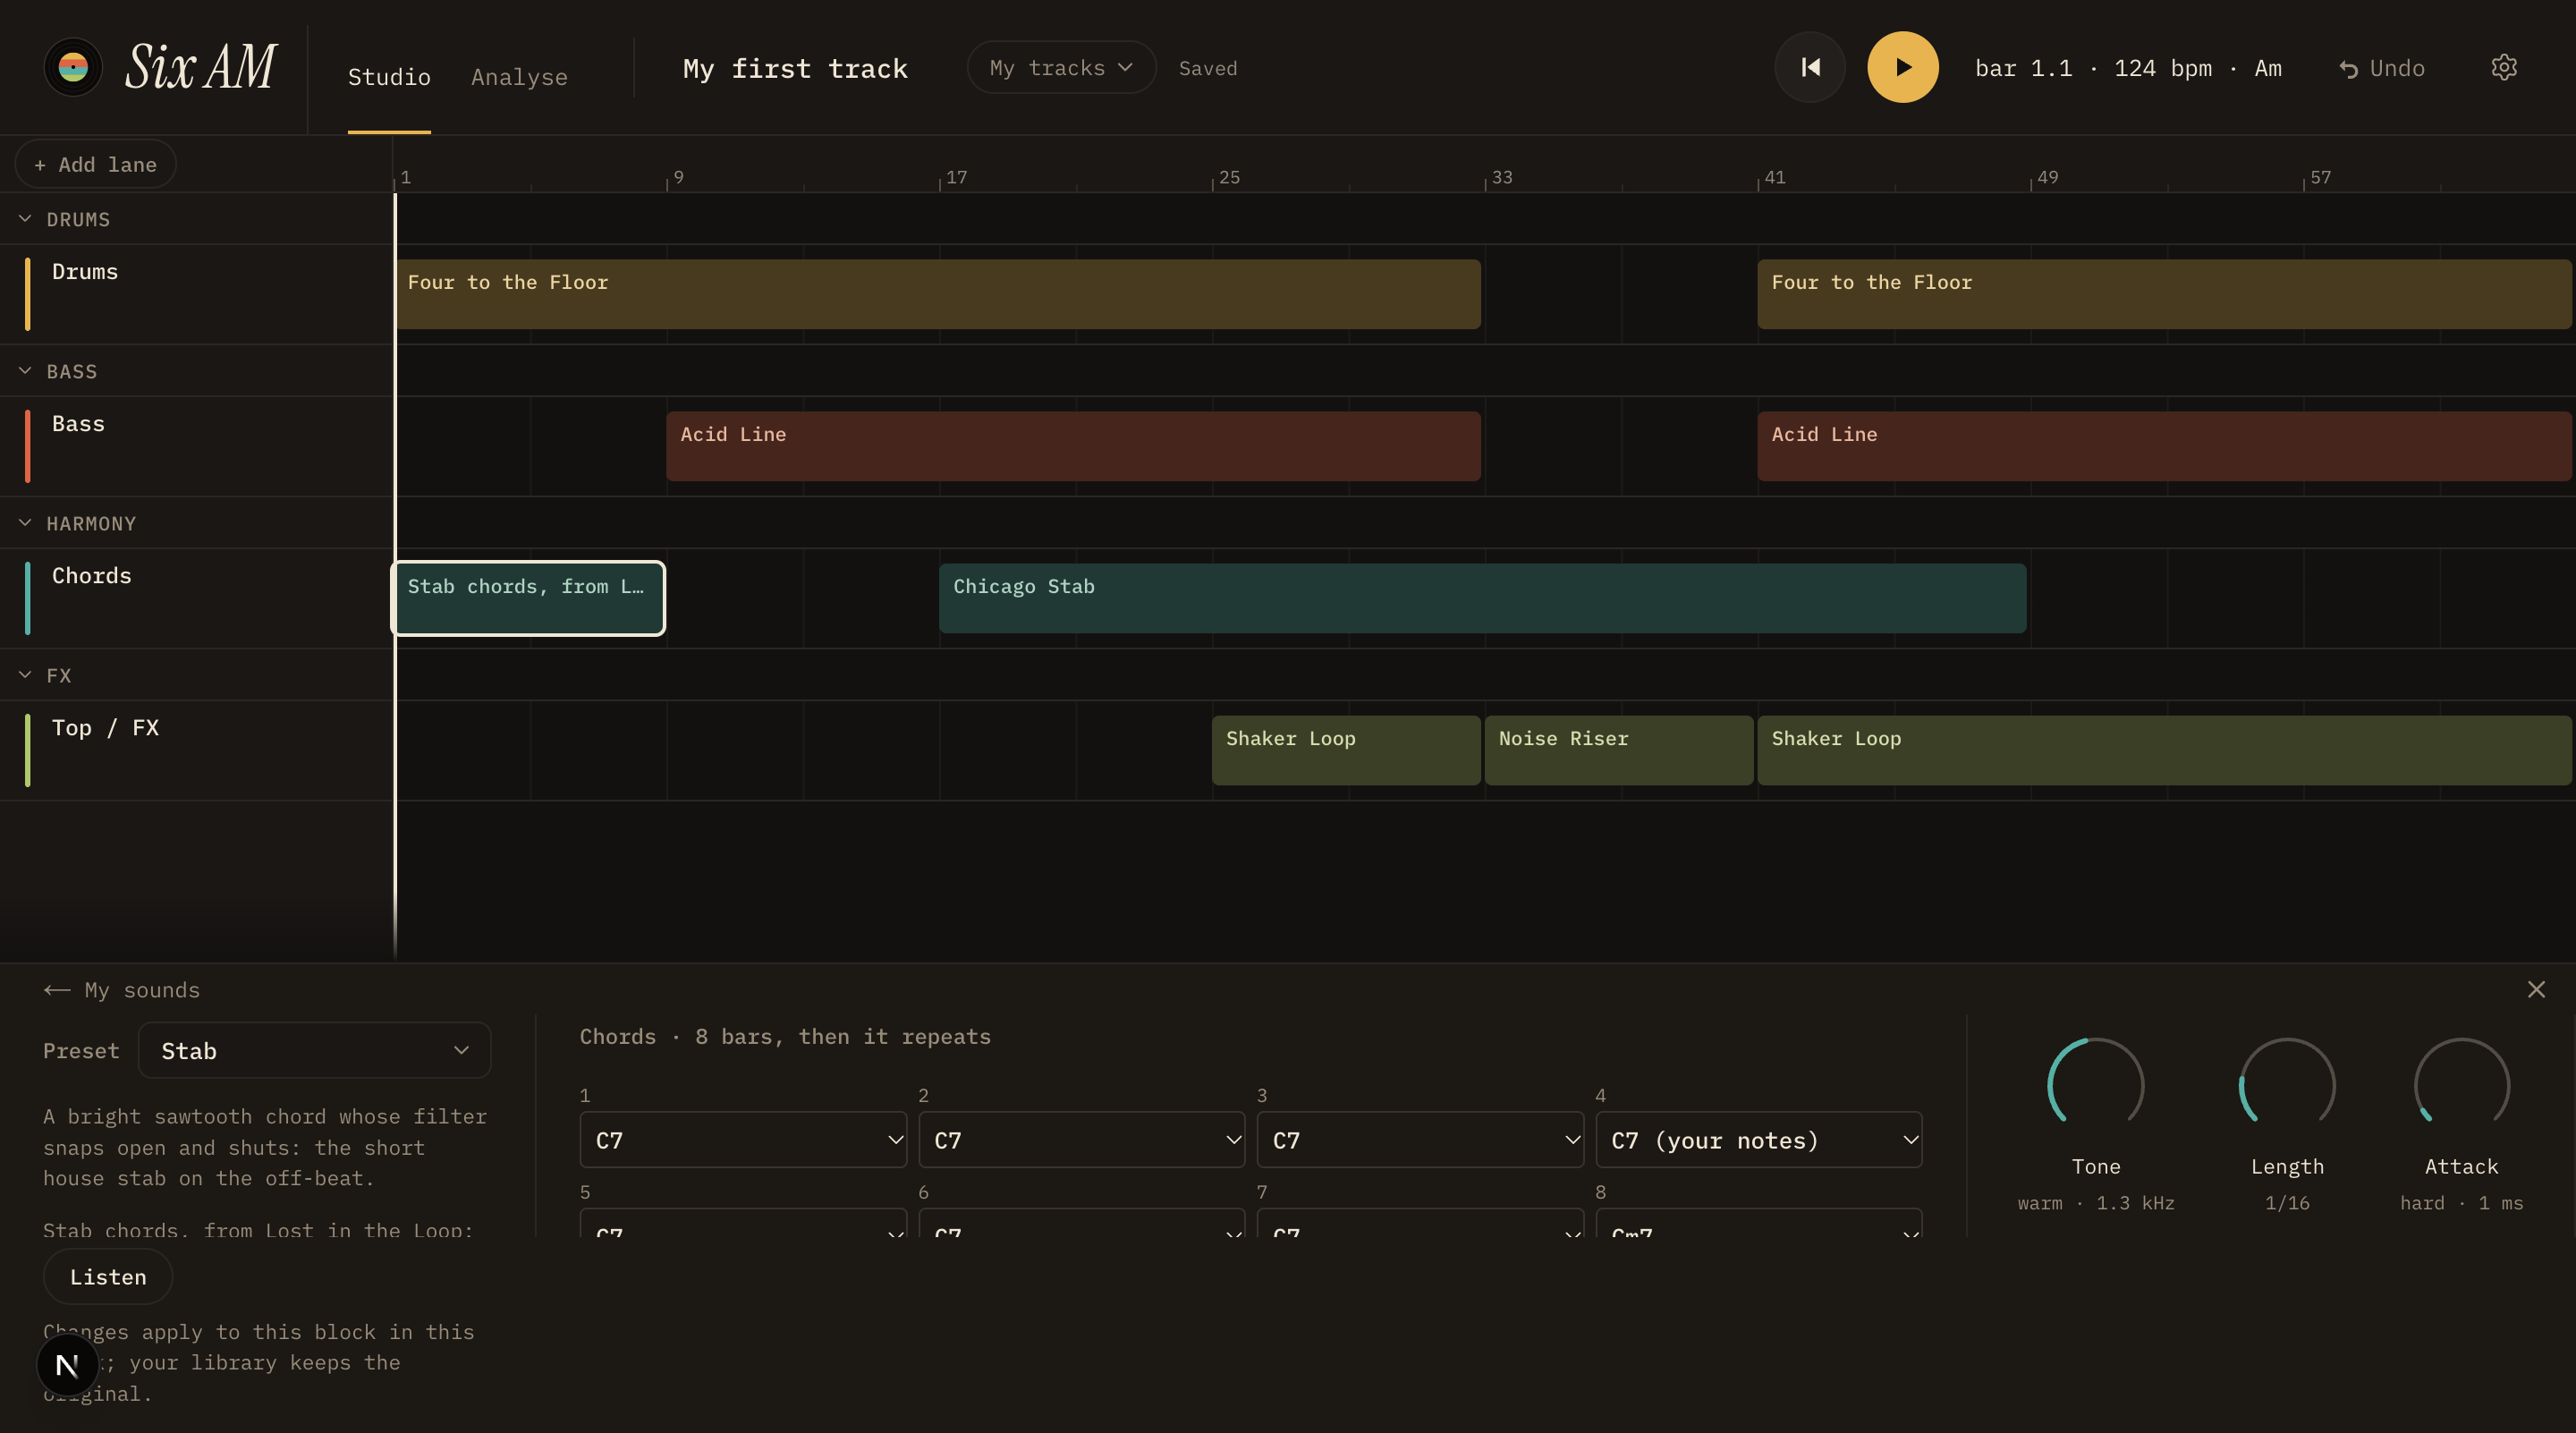 Six AM
Studio
Analyse
My first track
My tracks
Saved
bar 1.1 · 124 bpm · Am
Undo
+ Add lane
1
9
17
25
33
41
49
57
DRUMS
Drums
Four to the Floor
Four to the Floor
BASS
Bass
Acid Line
Acid Line
HARMONY
Chords
Stab chords, from L…
Chicago Stab
FX
Top / FX
Shaker Loop
Noise Riser
Shaker Loop
My sounds
Preset
Stab
A bright sawtooth chord whose filter
snaps open and shuts: the short
house stab on the off-beat.
Stab chords, from Lost in the Loop:
Listen
Changes apply to this block in this
; your library keeps the
original.
Chords · 8 bars, then it repeats
1
2
3
4
C7
C7
C7
C7 (your notes)
5
6
7
8
C7
C7
C7
Cm7
Tone
warm · 1.3 kHz
Length
1/16
Attack
hard · 1 ms
N